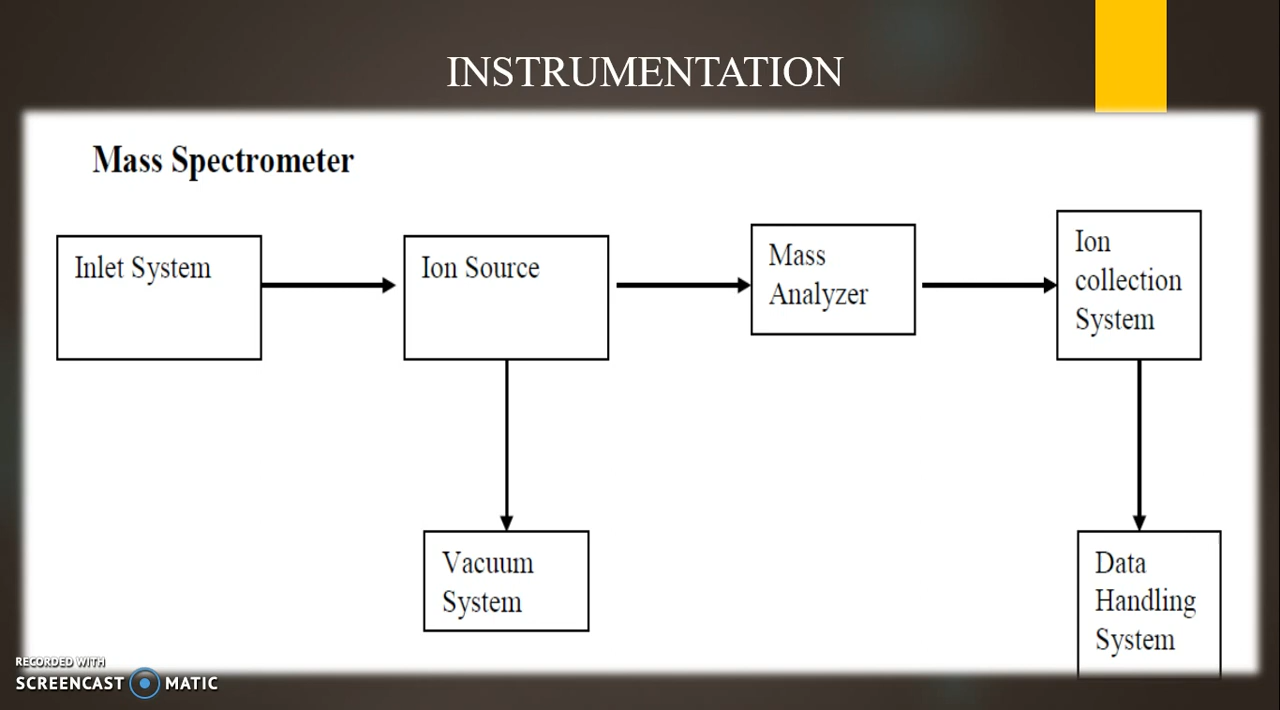 INSTRUMENTATION
Mass Spectrometer
Inlet System
Ion Source
Mass
Analyzer
Ion
collection
System
Vacuum
System
Data
Handling
System
RECORDED WITH
SCREENCAST MATIC